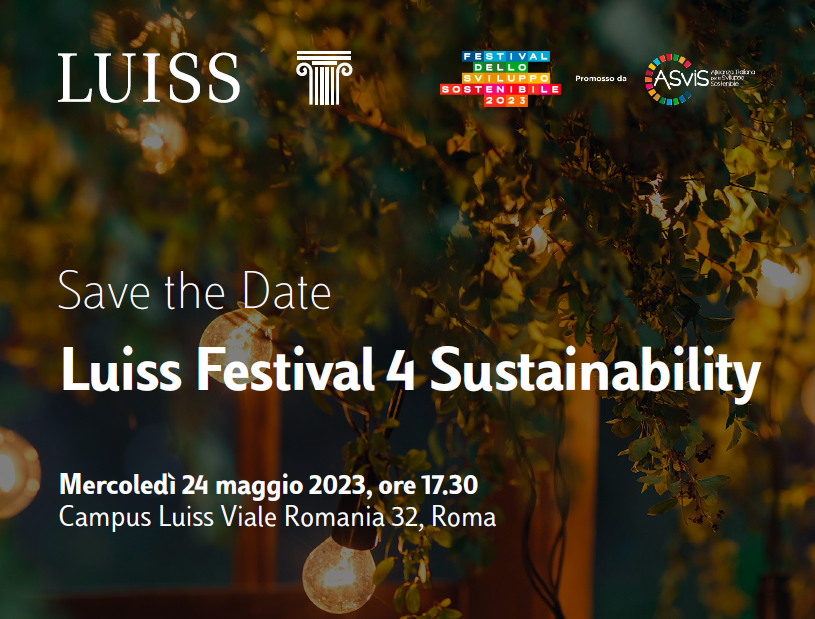 LUISS
FESTIVAL
DELLO
SVILUPPO
SOSTENIBILE
2023
Promosso da
ASviS
Alleanza Italiana
per lo Sviluppo
Sostenibile
Save the Date
Luiss Festival 4 Sustainability
Mercoledì 24 maggio 2023, ore 17.30
Campus Luiss Viale Romania 32, Roma